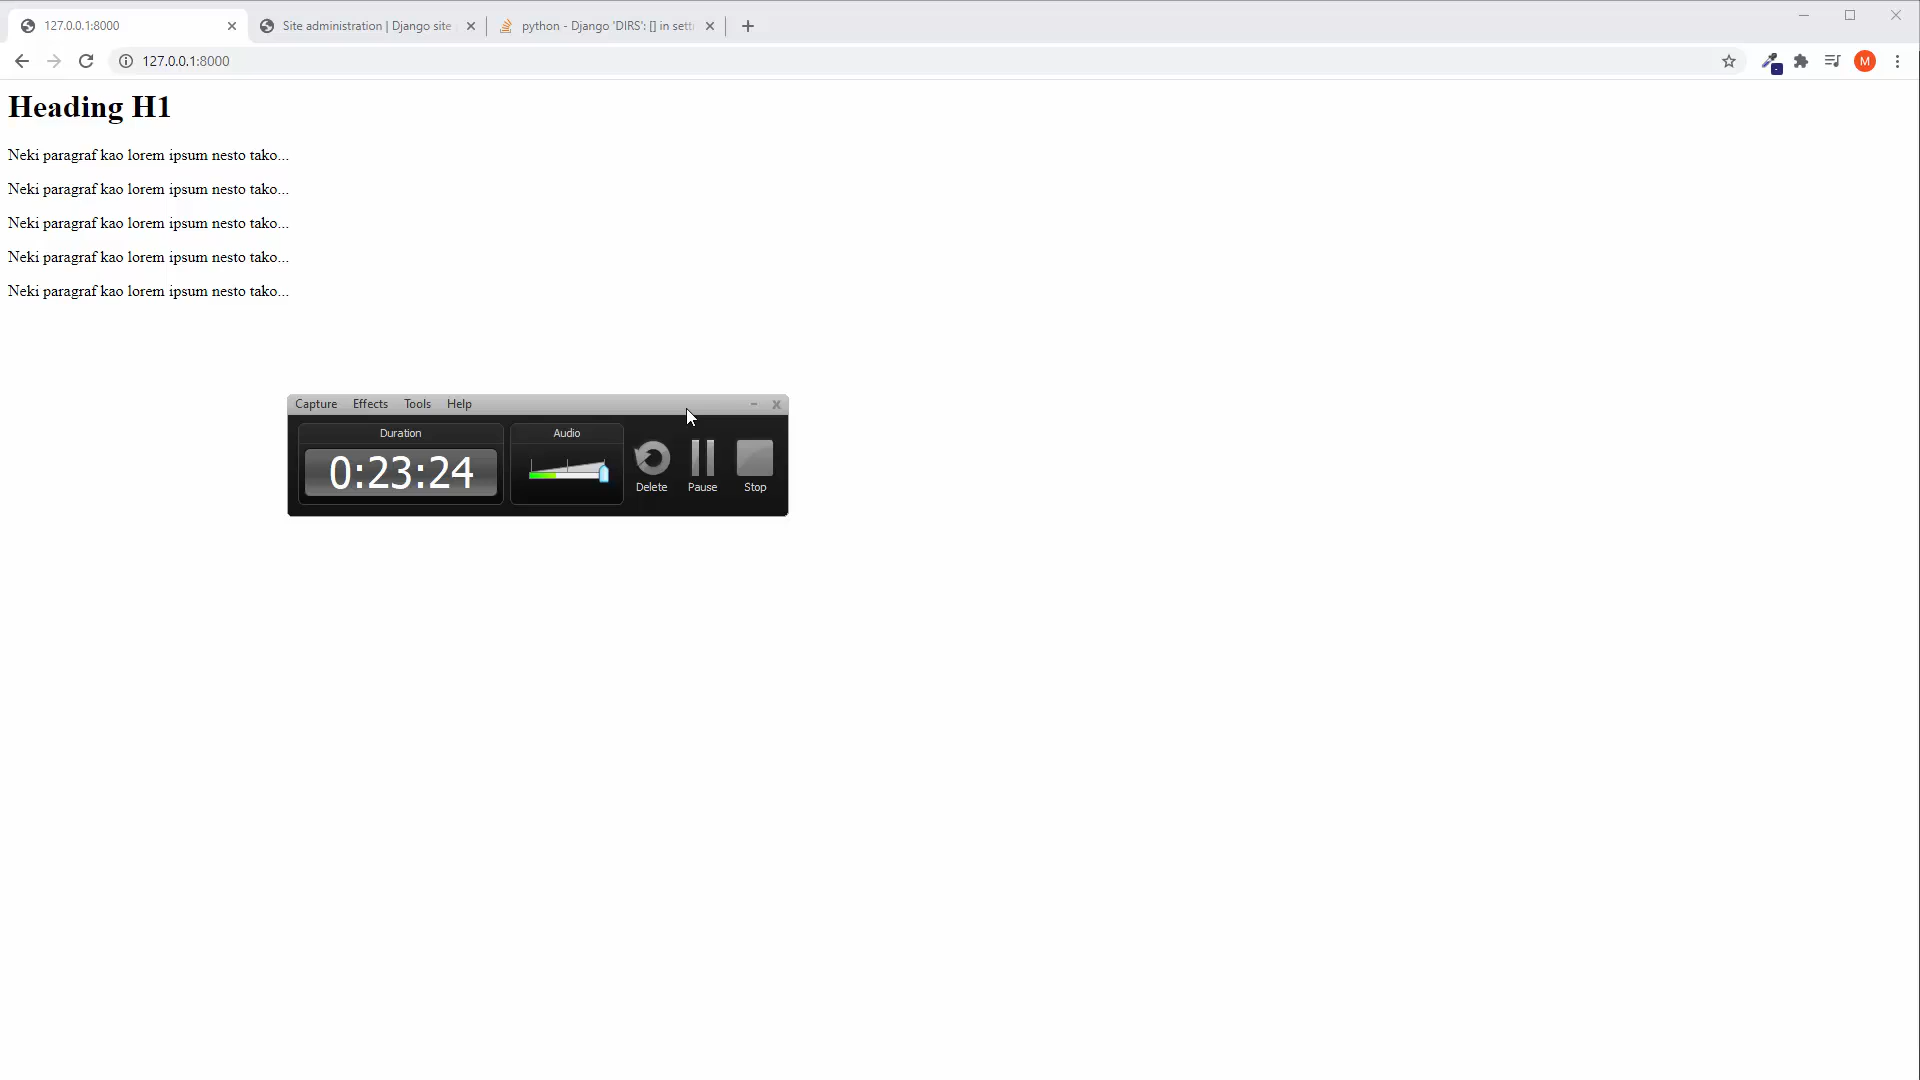 127.0.0.1:8000
Site administration | Django site
python - Django 'DIRS': [] in sett
127.0.0.1:8000
M
Heading H1
Neki paragraf kao lorem ipsum nesto tako...
Neki paragraf kao lorem ipsum nesto tako...
Neki paragraf kao lorem ipsum nesto tako...
Neki paragraf kao lorem ipsum nesto tako...
Neki paragraf kao lorem ipsum nesto tako...
Capture Effects Tools Help
Duration Audio
0:23:24
Delete Pause Stop